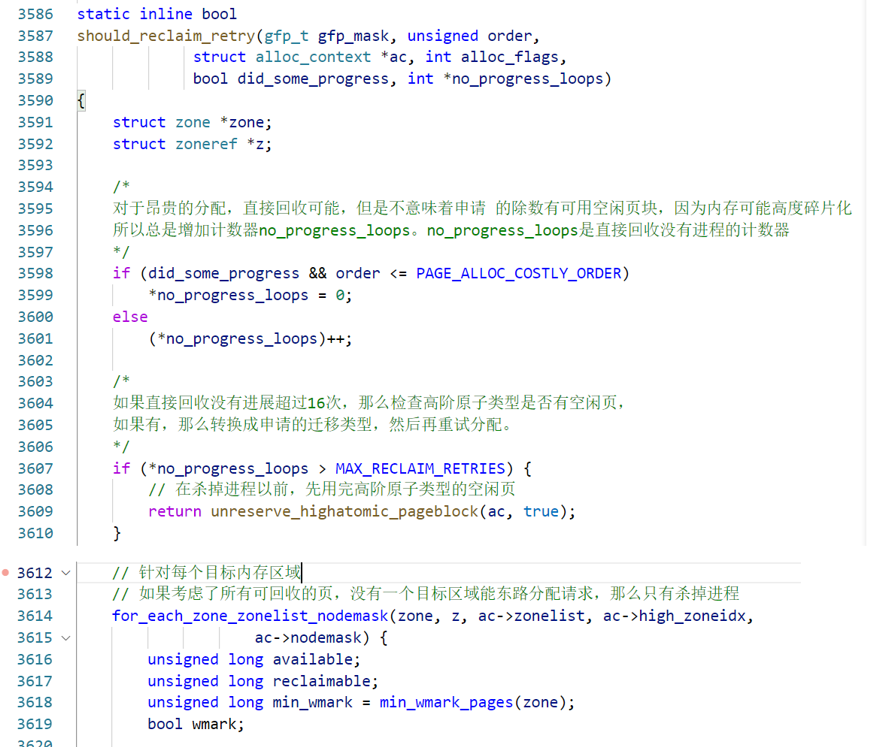 3586 static inline bool
3587 should_reclaim_retry(gfp_t gfp_mask, unsigned order,
3588 struct alloc_context *ac, int alloc_flags,
3589 bool did_some_progress, int *no_progress_loops)
3590 {
3591 struct zone *zone;
3592 struct zoneref *z;
3593
3594 /*
3595 对于昂贵的分配，直接回收可能，但是不意味着申请 的除数有可用空闲页块，因为内存可能高度碎片化
3596 所以总是增加计数器no_progress_loops。no_progress_loops是直接回收没有进程的计数器
3597 */
3598 if (did_some_progress && order <= PAGE_ALLOC_COSTLY_ORDER)
3599 *no_progress_loops = 0;
3600 else
3601 (*no_progress_loops)++;
3602
3603 /*
3604 如果直接回收没有进展超过16次，那么检查高阶原子类型是否有空闲页，
3605 如果有，那么转换成申请的迁移类型，然后再重试分配。
3606 */
3607 if (*no_progress_loops > MAX_RECLAIM_RETRIES) {
3608 // 在杀掉进程以前，先用完高阶原子类型的空闲页
3609 return unreserve_highatomic_pageblock(ac, true);
3610 }
3612 // 针对每个目标内存区域
3613 // 如果考虑了所有可回收的页，没有一个目标区域能东路分配请求，那么只有杀掉进程
3614 for_each_zone_zonelist_nodemask(zone, z, ac->zonelist, ac->high_zoneidx,
3615 ac->nodemask) {
3616 unsigned long available;
3617 unsigned long reclaimable;
3618 unsigned long min_wmark = min_wmark_pages(zone);
3619 bool wmark;
3620